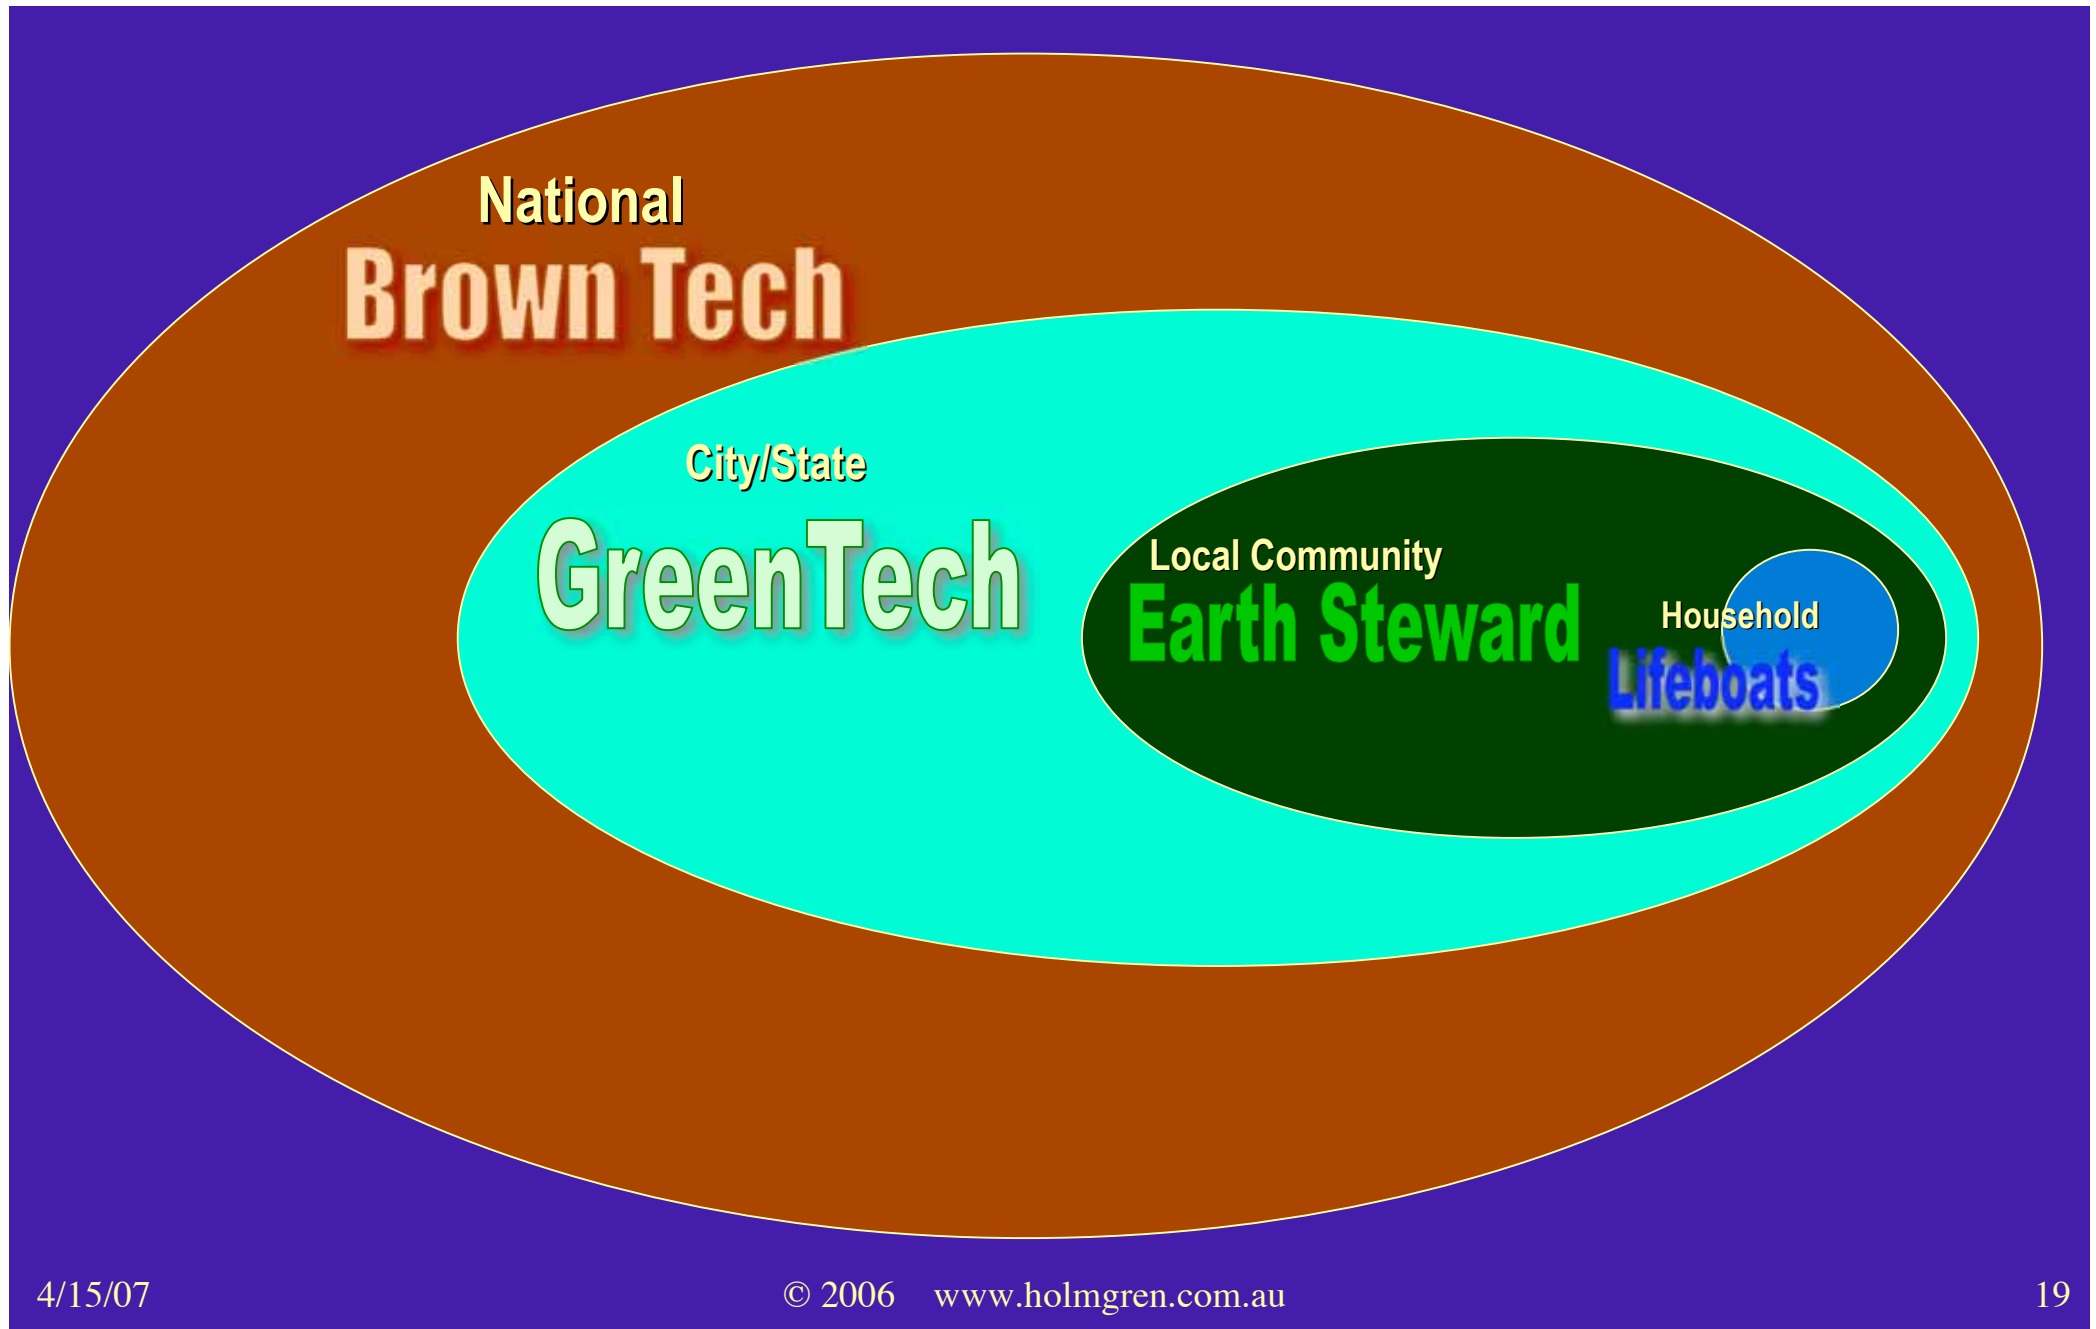 National
Brown Tech
City/State
GreenTech
Local Community
Earth Steward
Household
Lifeboats
4/15/07
© 2006 www.holmgren.com.au
19